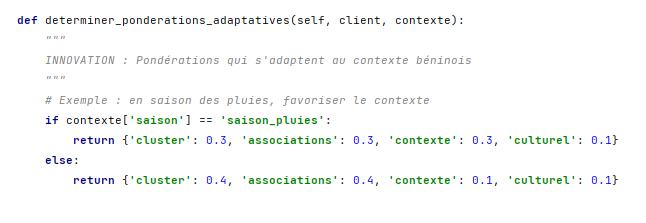 def determiner_ponderations_adaptatives(self, client, contexte):
    """
    INNOVATION : Pondérations qui s'adaptent au contexte béninois
    """
    # Exemple : en saison des pluies, favoriser le contexte
    if contexte['saison'] == 'saison_pluies':
        return {'cluster': 0.3, 'associations': 0.3, 'contexte': 0.3, 'culturel': 0.1}
    else:
        return {'cluster': 0.4, 'associations': 0.4, 'contexte': 0.1, 'culturel': 0.1}